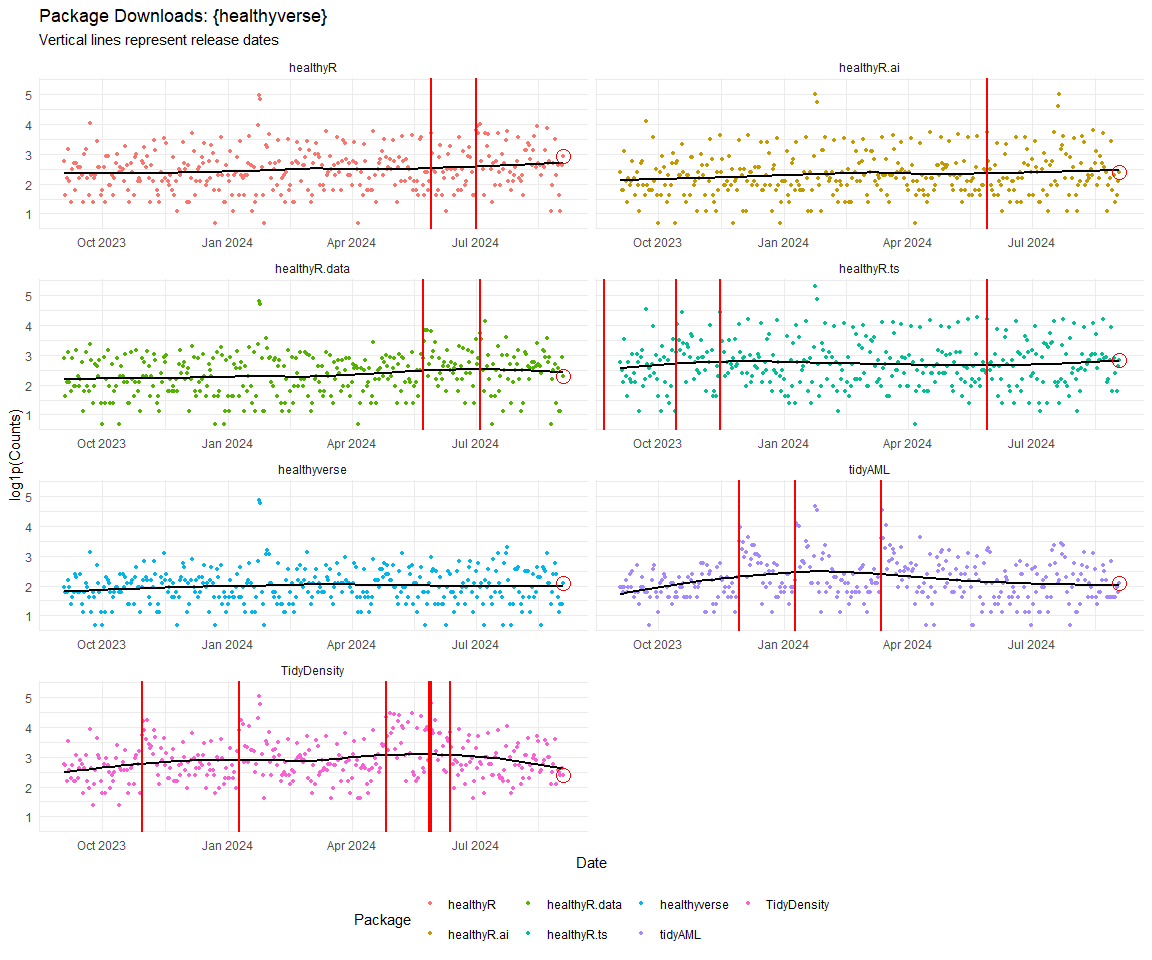 Package Downloads: {healthyverse}
Vertical lines represent release dates
healthyR
healthyR.ai
5
4
3
2
1
Oct 2023
Jan 2024
Apr 2024
Jul 2024
Oct 2023
Jan 2024
Apr 2024
Jul 2024
healthyR.data
healthyR.ts
5
4
3
2
1
Oct 2023
Jan 2024
Apr 2024
Jul 2024
Oct 2023
Jan 2024
Apr 2024
Jul 2024
log1p(Counts)
healthyverse
tidyAML
5
4
3
2
1
Oct 2023
Jan 2024
Apr 2024
Jul 2024
Oct 2023
Jan 2024
Apr 2024
Jul 2024
TidyDensity
5
4
3
2
1
Oct 2023
Jan 2024
Apr 2024
Jul 2024
Date
Package
healthyR
healthyR.data
healthyverse
TidyDensity
healthyR.ai
healthyR.ts
tidyAML